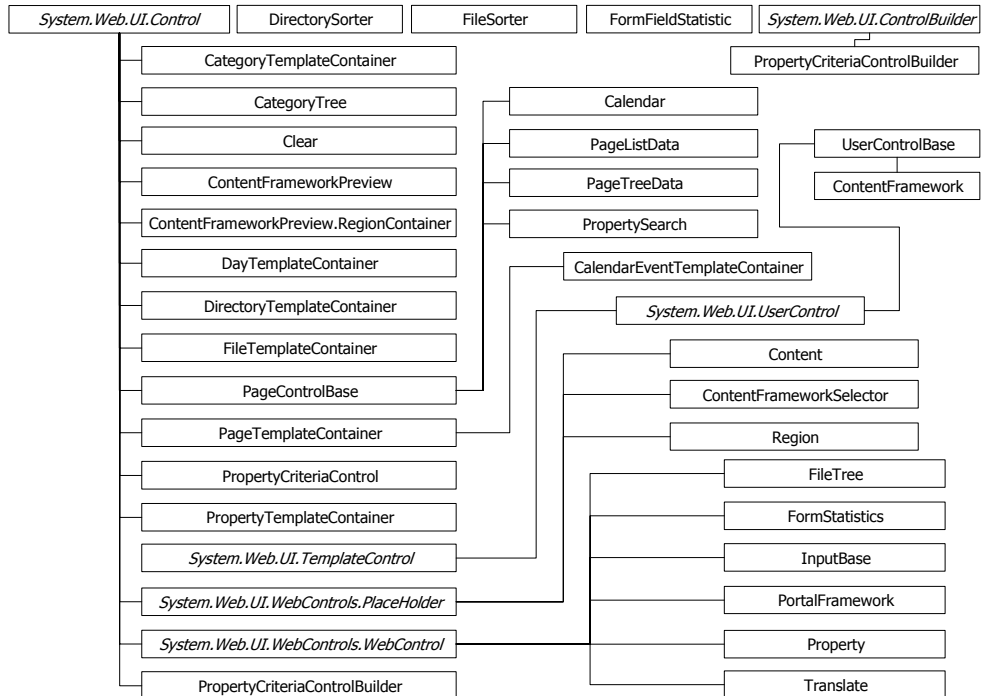 System.Web.UI.Control
DirectorySorter
FileSorter
FormFieldStatistic
System.Web.UI.ControlBuilder
PropertyCriteriaControlBuilder
CategoryTemplateContainer
CategoryTree
Clear
ContentFrameworkPreview
ContentFrameworkPreview.RegionContainer
DayTemplateContainer
DirectoryTemplateContainer
FileTemplateContainer
PageControlBase
PageTemplateContainer
PropertyCriteriaControl
PropertyTemplateContainer
System.Web.UI.TemplateControl
System.Web.UI.WebControls.PlaceHolder
System.Web.UI.WebControls.WebControl
PropertyCriteriaControlBuilder
Calendar
PageListData
PageTreeData
PropertySearch
CalendarEventTemplateContainer
UserControlBase
ContentFramework
System.Web.UI.UserControl
Content
ContentFrameworkSelector
Region
FileTree
FormStatistics
InputBase
PortalFramework
Property
Translate